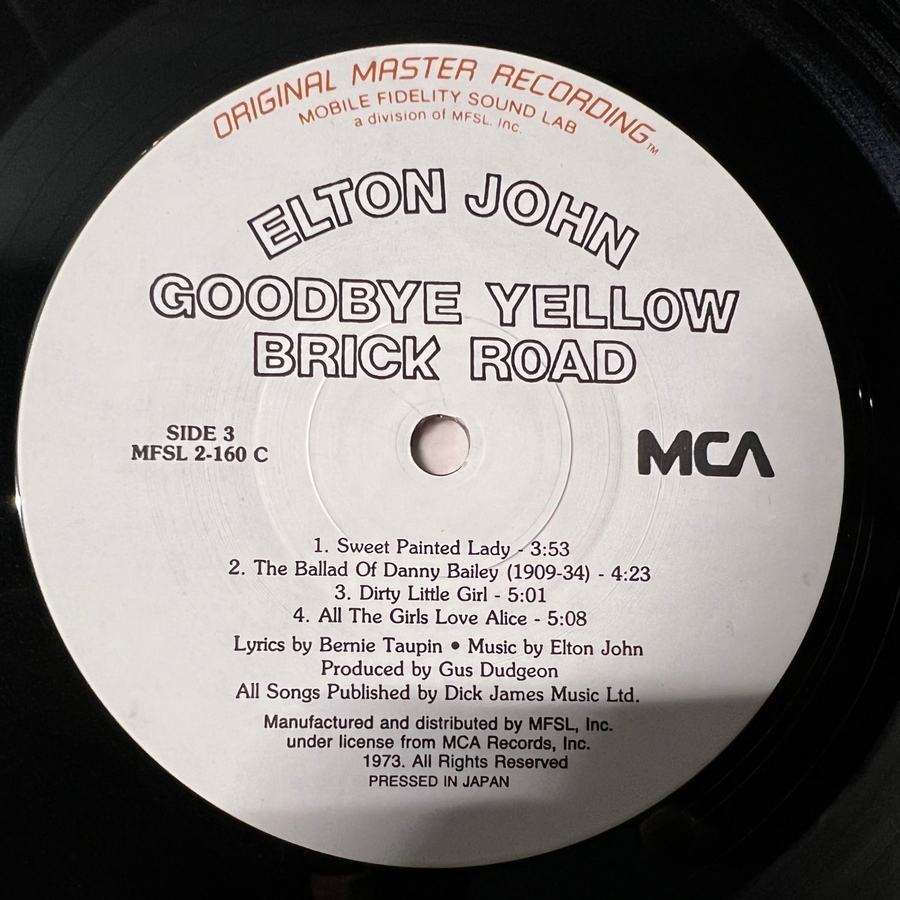 ORIGINAL MASTER RECORDING™
MOBILE FIDELITY SOUND LAB
a division of MFSL, Inc.
ELTON JOHN
GOODBYE YELLOW
BRICK ROAD
SIDE 3
MFSL 2-160 C
MCA
1. Sweet Painted Lady - 3:53
2. The Ballad Of Danny Bailey (1909-34) - 4:23
3. Dirty Little Girl - 5:01
4. All The Girls Love Alice - 5:08
Lyrics by Bernie Taupin • Music by Elton John
Produced by Gus Dudgeon
All Songs Published by Dick James Music Ltd.
Manufactured and distributed by MFSL, Inc.
under license from MCA Records, Inc.
1973. All Rights Reserved
PRESSED IN JAPAN